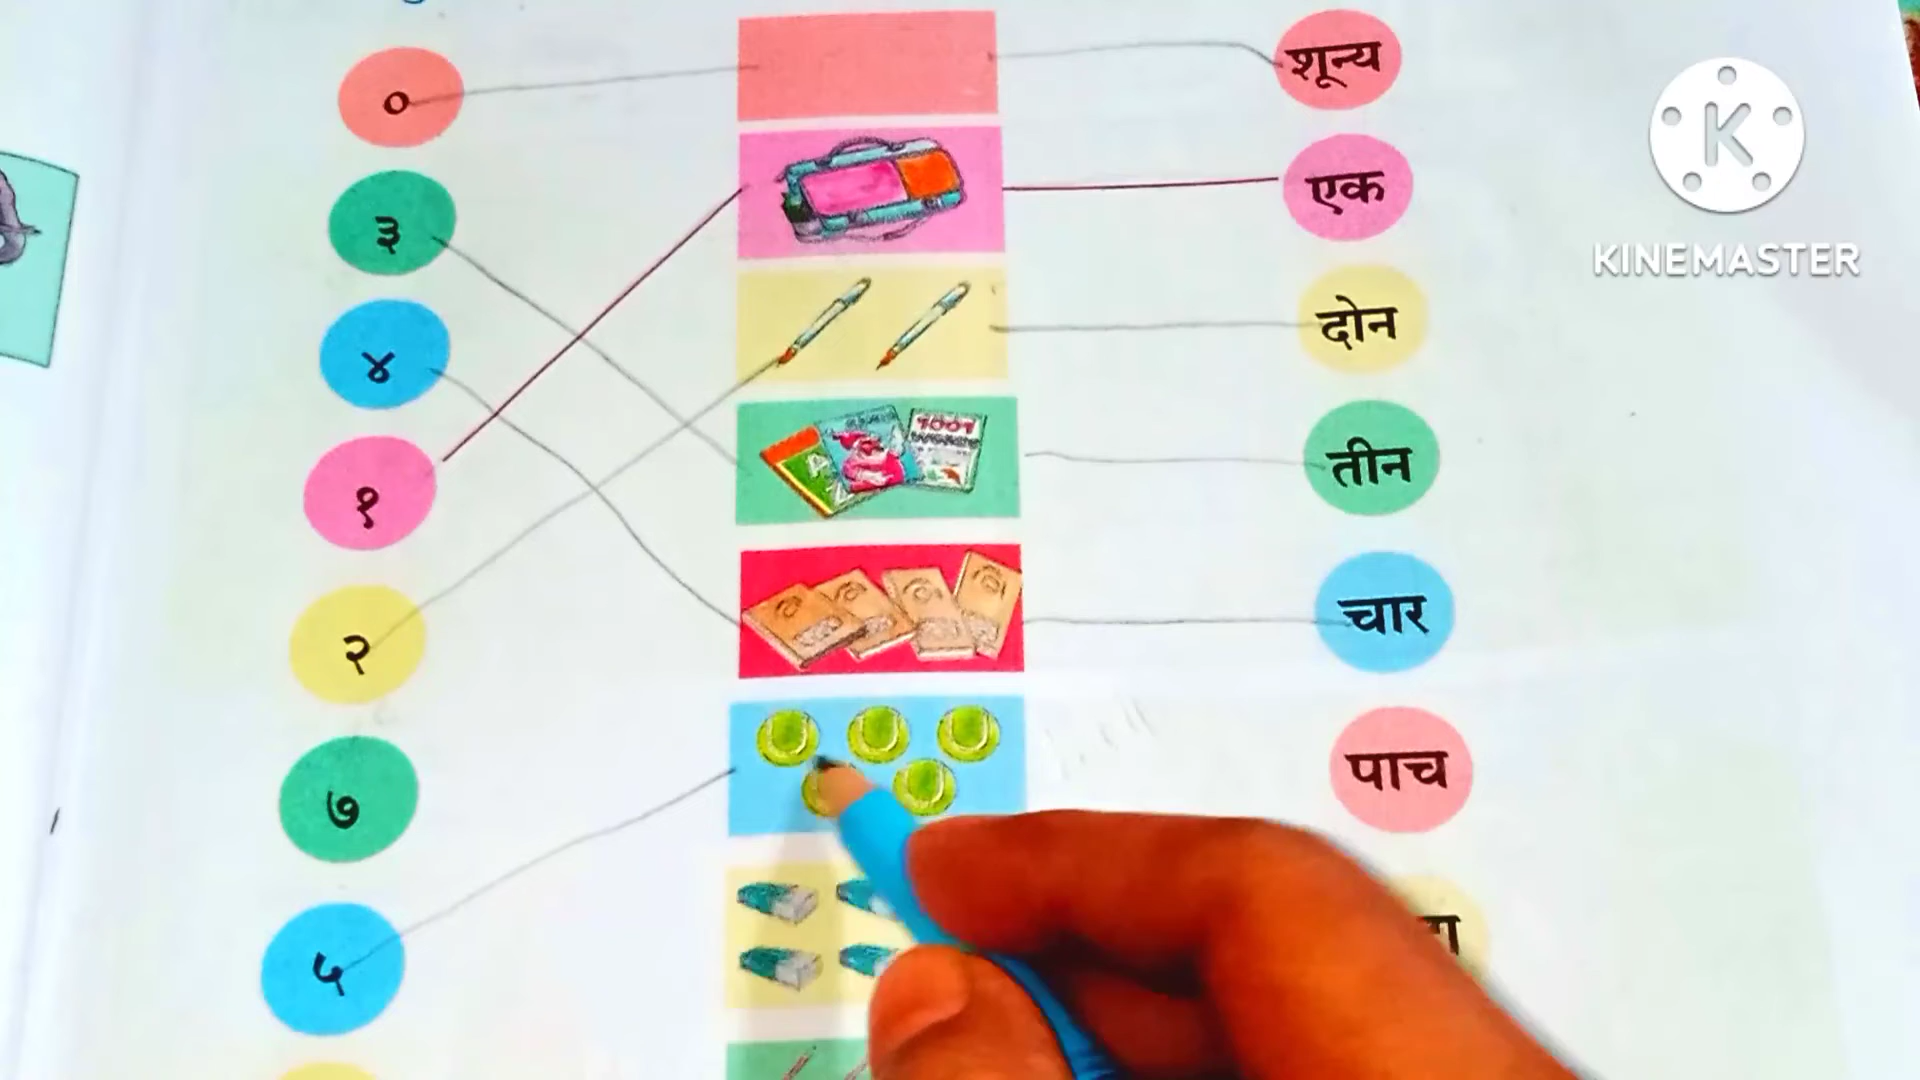 ० शून्य
३ एक
KINEMASTER
४ दोन
1001
१ तीन
२ चार
७ पाच
५